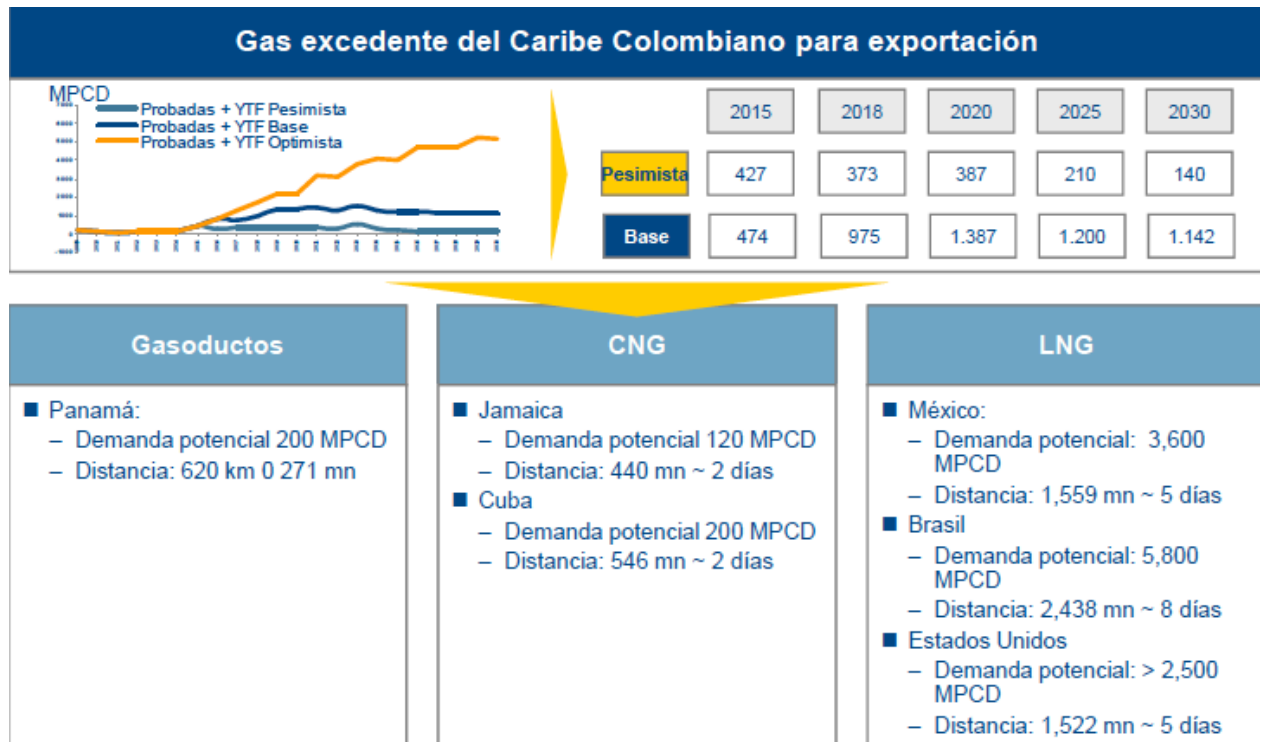 Gas excedente del Caribe Colombiano para exportación
MPCD
Probadas + YTF Pesimista
Probadas + YTF Base
Probadas + YTF Optimista
2015 2018 2020 2025 2030
Pesimista 427 373 387 210 140
Base 474 975 1.387 1.200 1.142
Gasoductos
■ Panamá:
– Demanda potencial 200 MPCD
– Distancia: 620 km 0 271 mn
CNG
■ Jamaica
– Demanda potencial 120 MPCD
– Distancia: 440 mn ~ 2 días
■ Cuba
– Demanda potencial 200 MPCD
– Distancia: 546 mn ~ 2 días
LNG
■ México:
– Demanda potencial: 3,600
MPCD
– Distancia: 1,559 mn ~ 5 días
■ Brasil
– Demanda potencial: 5,800
MPCD
– Distancia: 2,438 mn ~ 8 días
■ Estados Unidos
– Demanda potencial: > 2,500
MPCD
– Distancia: 1,522 mn ~ 5 días